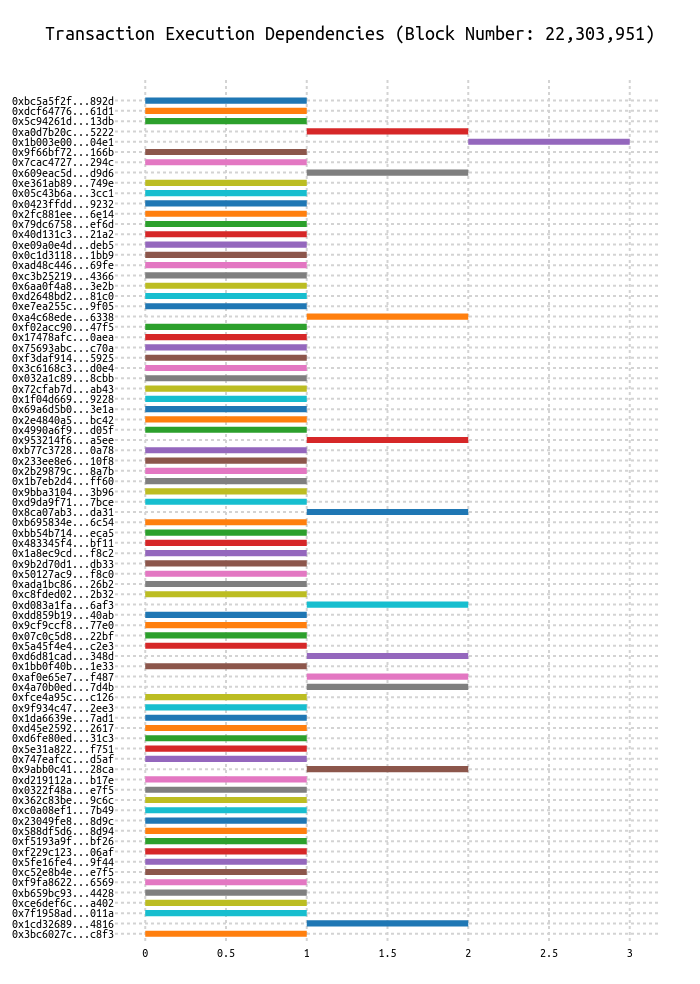 Transaction Execution Dependencies (Block Number: 22,303,951)
0xbc5a5f2f...892d
0xdcf64776...61d1
0x5c94261d...13db
0xa0d7b20c...5222
0x1b003e00...04e1
0x9f66bf72...166b
0x7cac4727...294c
0x609eac5d...d9d6
0xe361ab89...749e
0x05c43b6a...3cc1
0x0423ffdd...9232
0x2fc881ee...6e14
0x79dc6758...ef6d
0x40d131c3...21a2
0xe09a0e4d...deb5
0x0c1d3118...1bb9
0xad48c446...69fe
0xc3b25219...4366
0x6aa0f4a8...3e2b
0xd2648bd2...81c0
0xe7ea255c...9f05
0xa4c68ede...6338
0xf02acc90...47f5
0x17478afc...0aea
0x75693abc...c70a
0xf3daf914...5925
0x3c6168c3...d0e4
0x032a1c89...8cbb
0x72cfab7d...ab43
0x1f04d669...9228
0x69a6d5b0...3e1a
0x2e4840a5...bc42
0x4990a6f9...d05f
0x953214f6...a5ee
0xb77c3728...0a78
0x233ee8e6...10f8
0x2b29879c...8a7b
0x1b7eb2d4...ff60
0x9bba3104...3b96
0xd9da9f71...7bce
0x8ca07ab3...da31
0xb695834e...6c54
0xbb54b714...eca5
0x483345f4...bf11
0x1a8ec9cd...f8c2
0x9b2d70d1...db33
0x50127ac9...f8c0
0xada1bc86...26b2
0xc8fded02...2b32
0xd083a1fa...6af3
0xdd859b19...40ab
0x9cf9ccf8...77e0
0x07c0c5d8...22bf
0x5a45f4e4...c2e3
0xd6d81cad...348d
0x1bb0f40b...1e33
0xaf0e65e7...f487
0x4a70b0ed...7d4b
0xfce4a95c...c126
0x9f934c47...2ee3
0x1da6639e...7ad1
0xd45e2592...2617
0xd6fe80ed...31c3
0x5e31a822...f751
0x747eafcc...d5af
0x9abb0c41...28ca
0xd219112a...b17e
0x0322f48a...e7f5
0x362c83be...9c6c
0xc0a08ef1...7b49
0x23049fe8...8d9c
0x588df5d6...8d94
0xf5193a9f...bf26
0xf229c123...06af
0x5fe16fe4...9f44
0xc52e8b4e...e7f5
0xf9fa8622...6569
0xb659bc93...4428
0xce6def6c...a402
0x7f1958ad...011a
0x1cd32689...4816
0x3bc6027c...c8f3
0 0.5 1 1.5 2 2.5 3